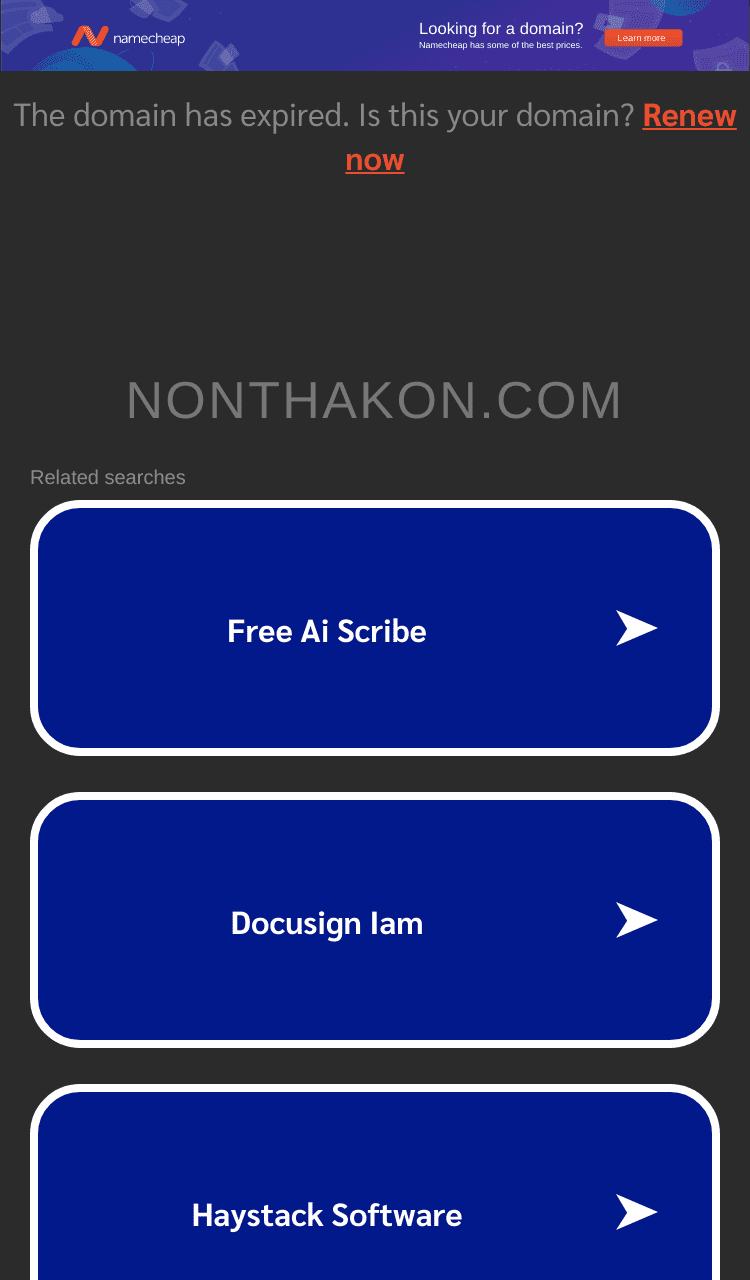 namecheap
Looking for a domain?
Namecheap has some of the best prices.
Learn more
The domain has expired. Is this your domain? Renew
now
NONTHAKON.COM
Related searches
Free Ai Scribe
Docusign Iam
Haystack Software